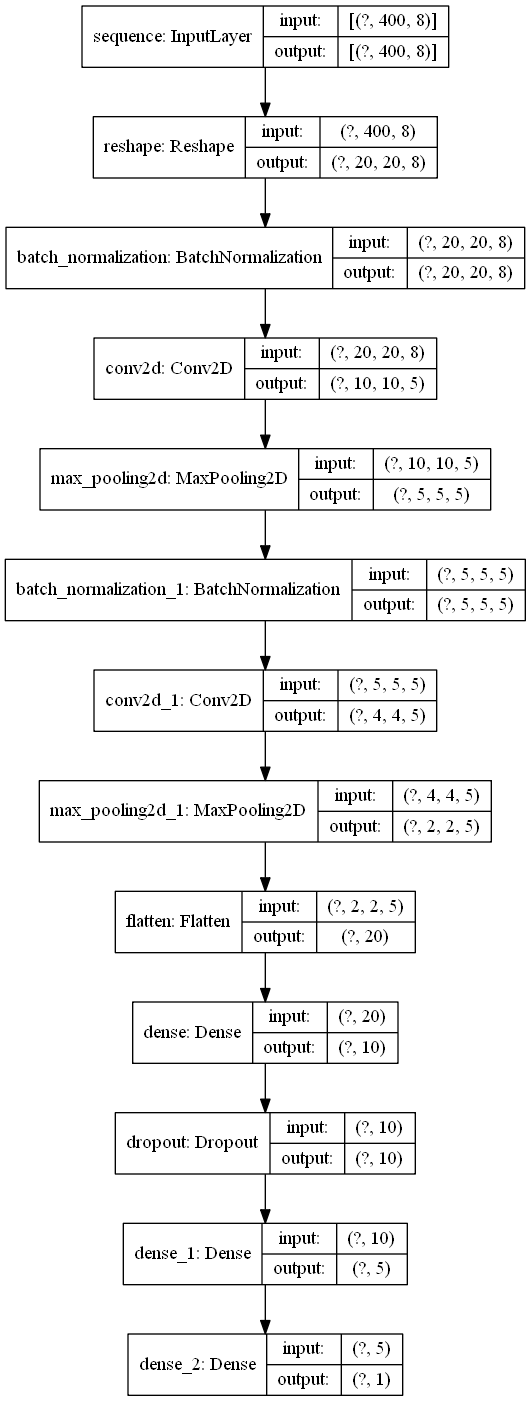 sequence: InputLayer
input:
[(?, 400, 8)]
output:
[(?, 400, 8)]
reshape: Reshape
input:
(?, 400, 8)
output:
(?, 20, 20, 8)
batch_normalization: BatchNormalization
input:
(?, 20, 20, 8)
output:
(?, 20, 20, 8)
conv2d: Conv2D
input:
(?, 20, 20, 8)
output:
(?, 10, 10, 5)
max_pooling2d: MaxPooling2D
input:
(?, 10, 10, 5)
output:
(?, 5, 5, 5)
batch_normalization_1: BatchNormalization
input:
(?, 5, 5, 5)
output:
(?, 5, 5, 5)
conv2d_1: Conv2D
input:
(?, 5, 5, 5)
output:
(?, 4, 4, 5)
max_pooling2d_1: MaxPooling2D
input:
(?, 4, 4, 5)
output:
(?, 2, 2, 5)
flatten: Flatten
input:
(?, 2, 2, 5)
output:
(?, 20)
dense: Dense
input:
(?, 20)
output:
(?, 10)
dropout: Dropout
input:
(?, 10)
output:
(?, 10)
dense_1: Dense
input:
(?, 10)
output:
(?, 5)
dense_2: Dense
input:
(?, 5)
output:
(?, 1)